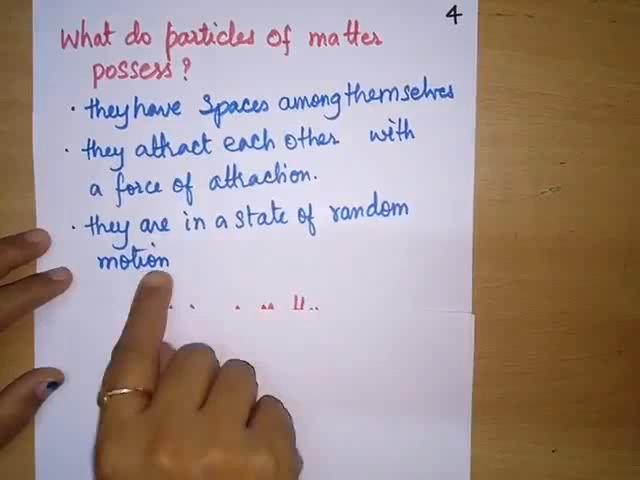 4
What do particles of matter
possess?
· they have spaces among themselves
· they attract each other with
a force of attraction.
· they are in a state of random
motion